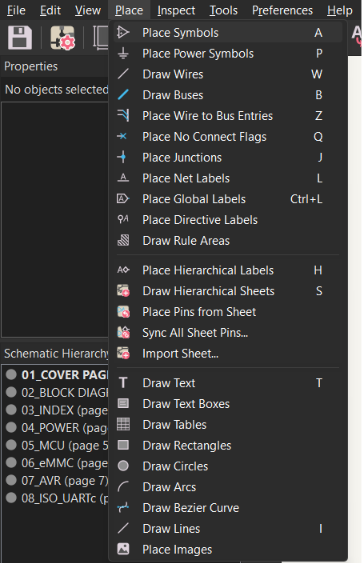 File Edit View Place Inspect Tools Preferences Help
Properties
No objects selected
Place Symbols A
Place Power Symbols P
Draw Wires W
Draw Buses B
Place Wire to Bus Entries Z
Place No Connect Flags Q
Place Junctions J
Place Net Labels L
Place Global Labels Ctrl+L
Place Directive Labels
Draw Rule Areas
Place Hierarchical Labels H
Draw Hierarchical Sheets S
Place Pins from Sheet
Sync All Sheet Pins...
Import Sheet...
Draw Text T
Draw Text Boxes
Draw Tables
Draw Rectangles
Draw Circles
Draw Arcs
Draw Bezier Curve
Draw Lines I
Place Images
Schematic Hierarchy
01_COVER PAG
02_BLOCK DIAG
03_INDEX (page
04_POWER (pag
05_MCU (page 5
06_eMMC (page
07_AVR (page 7)
08_ISO_UARTc (p